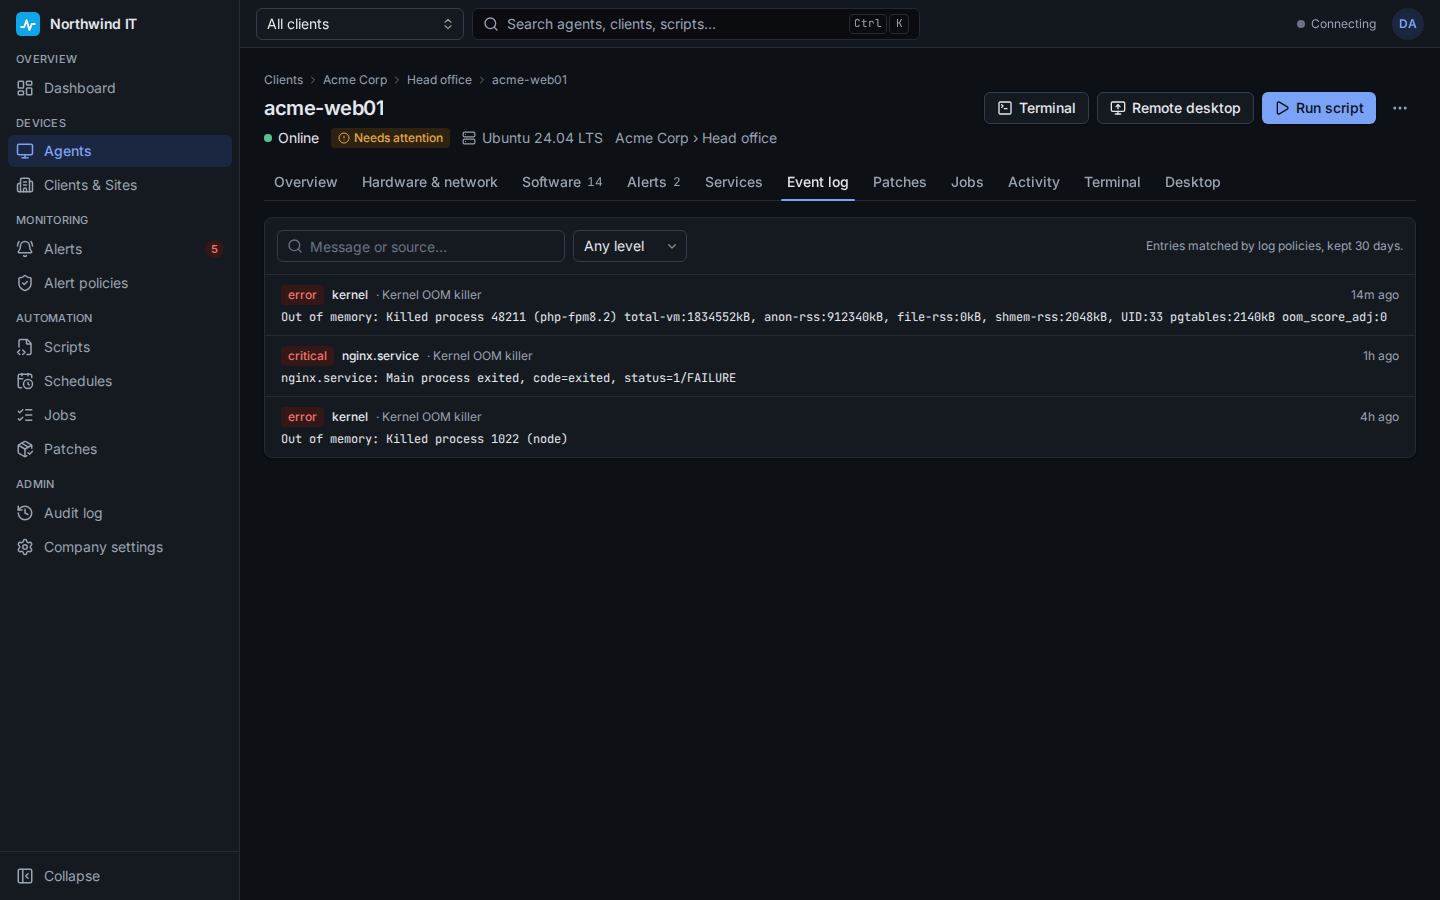 Northwind IT
OVERVIEW
Dashboard
DEVICES
Agents
Clients & Sites
MONITORING
Alerts 5
Alert policies
AUTOMATION
Scripts
Schedules
Jobs
Patches
ADMIN
Audit log
Company settings
Collapse
All clients
Search agents, clients, scripts...
Ctrl K
Connecting
DA
Clients > Acme Corp > Head office > acme-web01
acme-web01
Terminal
Remote desktop
Run script
Online
Needs attention
Ubuntu 24.04 LTS
Acme Corp › Head office
Overview Hardware & network Software 14 Alerts 2 Services Event log Patches Jobs Activity Terminal Desktop
Message or source...
Any level
Entries matched by log policies, kept 30 days.
error kernel · Kernel OOM killer 14m ago
Out of memory: Killed process 48211 (php-fpm8.2) total-vm:1834552kB, anon-rss:912340kB, file-rss:0kB, shmem-rss:2048kB, UID:33 pgtables:2140kB oom_score_adj:0
critical nginx.service · Kernel OOM killer 1h ago
nginx.service: Main process exited, code=exited, status=1/FAILURE
error kernel · Kernel OOM killer 4h ago
Out of memory: Killed process 1022 (node)